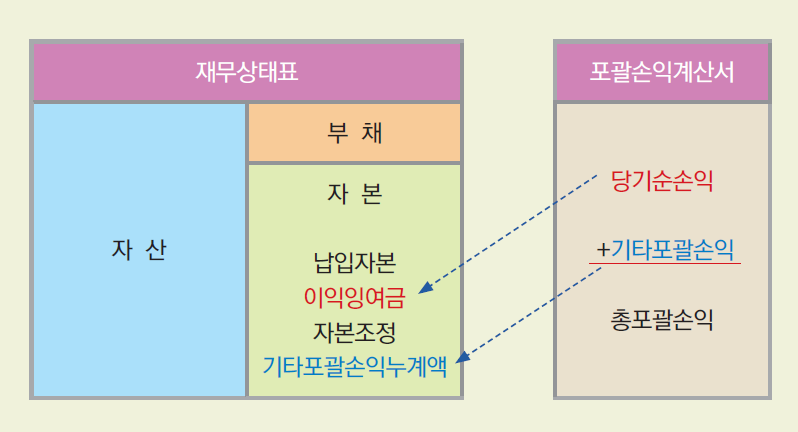 재무상태표
자 산
부 채
자 본
납입자본
이익잉여금
자본조정
기타포괄손익누계액
포괄손익계산서
당기순손익
+기타포괄손익
총포괄손익